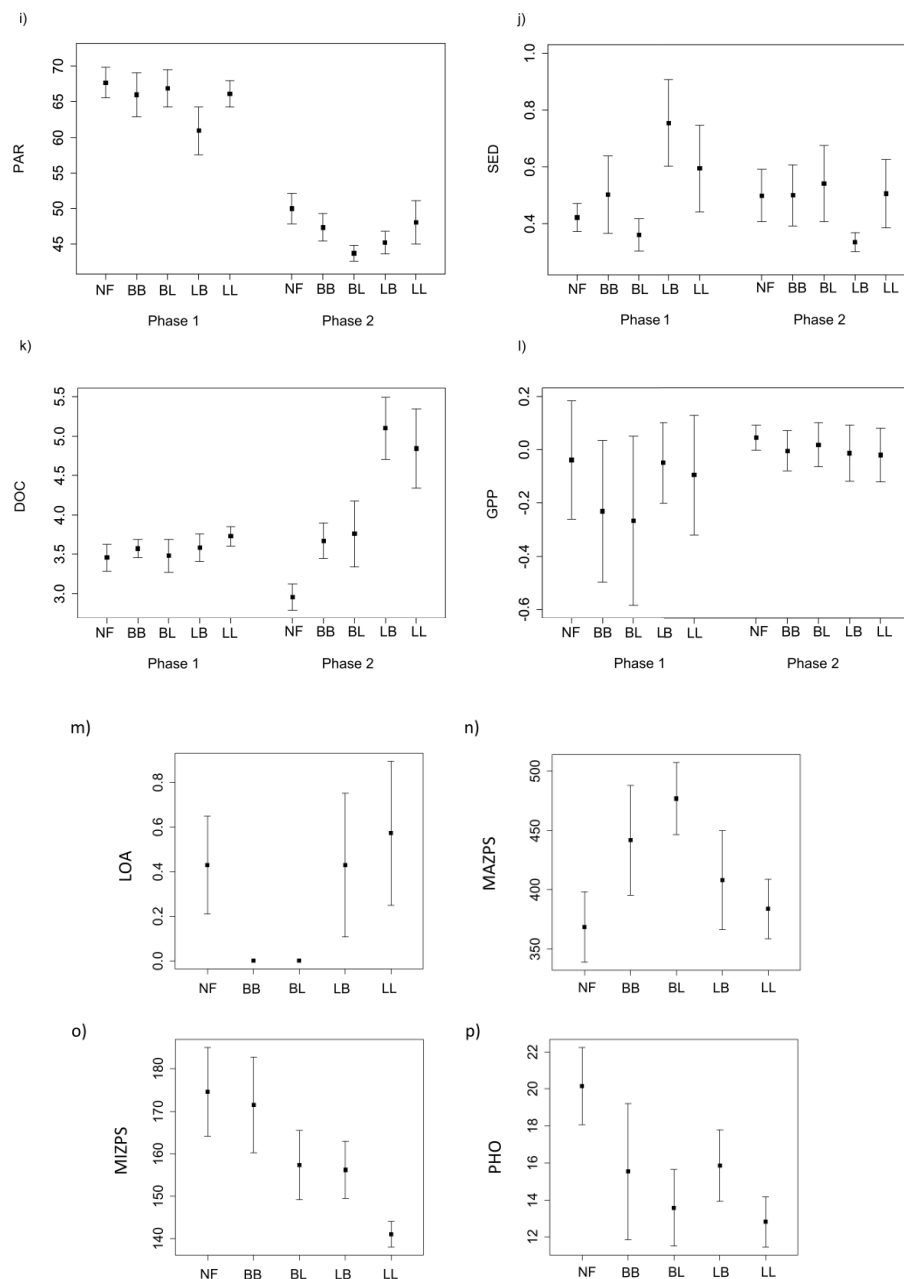 i)
PAR
70
65
60
55
50
45
NF BB BL LB LL NF BB BL LB LL
Phase 1 Phase 2
j)
SED
1.0
0.8
0.6
0.4
NF BB BL LB LL NF BB BL LB LL
Phase 1 Phase 2
k)
DOC
5.5
5.0
4.5
4.0
3.5
3.0
NF BB BL LB LL NF BB BL LB LL
Phase 1 Phase 2
l)
GPP
0.2
0.0
-0.2
-0.4
-0.6
NF BB BL LB LL NF BB BL LB LL
Phase 1 Phase 2
m)
LOA
0.8
0.6
0.4
0.2
0.0
NF BB BL LB LL
n)
MAZPS
500
450
400
350
NF BB BL LB LL
o)
MIZPS
180
170
160
150
140
NF BB BL LB LL
p)
PHO
22
20
18
16
14
12
NF BB BL LB LL